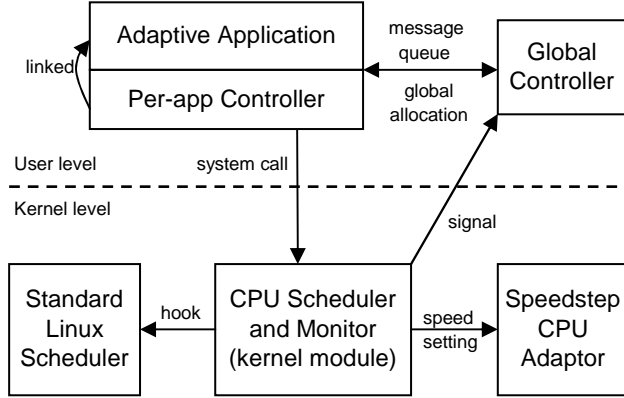 Adaptive Application
linked
Per-app Controller
message
queue
global
allocation
Global
Controller
User level
system call
Kernel level
signal
Standard
Linux
Scheduler
hook
CPU Scheduler
and Monitor
(kernel module)
speed
setting
Speedstep
CPU
Adaptor